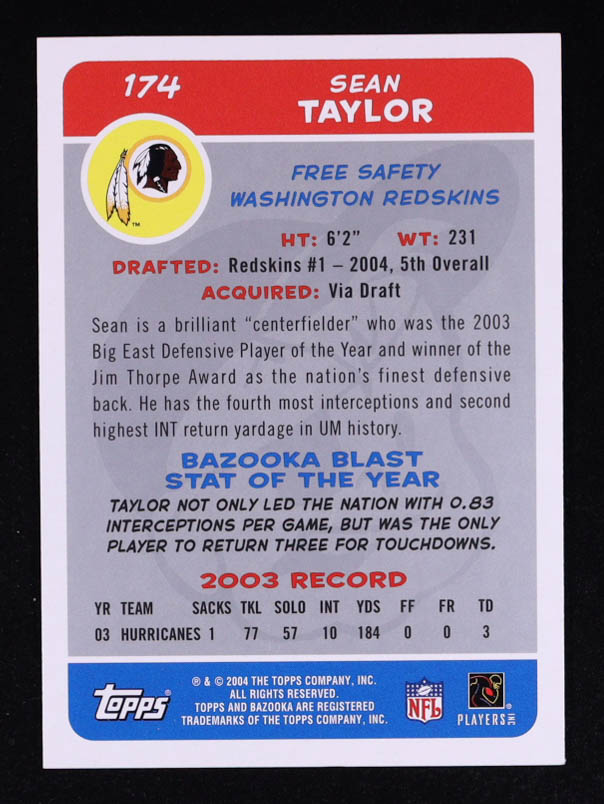 174
SEAN
TAYLOR
™
FREE SAFETY
WASHINGTON REDSKINS
HT: 6'2" WT: 231
DRAFTED: Redskins #1 – 2004, 5th Overall
ACQUIRED: Via Draft
Sean is a brilliant "centerfielder" who was the 2003
Big East Defensive Player of the Year and winner of the
Jim Thorpe Award as the nation's finest defensive
back. He has the fourth most interceptions and second
highest INT return yardage in UM history.
BAZOOKA BLAST
STAT OF THE YEAR
TAYLOR NOT ONLY LED THE NATION WITH 0.83
INTERCEPTIONS PER GAME, BUT WAS THE ONLY
PLAYER TO RETURN THREE FOR TOUCHDOWNS.
2003 RECORD
YR TEAM SACKS TKL SOLO INT YDS FF FR TD
03 HURRICANES 1 77 57 10 184 0 0 3
TOPPS®
℗ & © 2004 THE TOPPS COMPANY, INC.
ALL RIGHTS RESERVED.
TOPPS AND BAZOOKA ARE REGISTERED
TRADEMARKS OF THE TOPPS COMPANY, INC.
NFL
PLAYERS INC